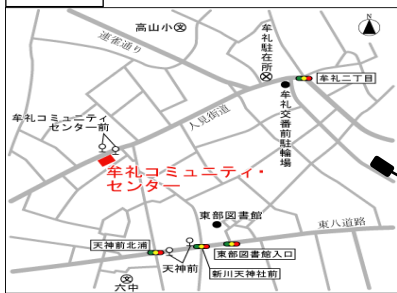 高山小
文
N
連雀通り
牟礼駐在所
牟礼二丁目
人見街道
牟礼交番前駐輪場
牟礼コミュニティ
センター前
牟礼コミュニティ・
センター
東部図書館
東八道路
天神前北浦
東部図書館入口
天神前
新川天神社前
文
六中